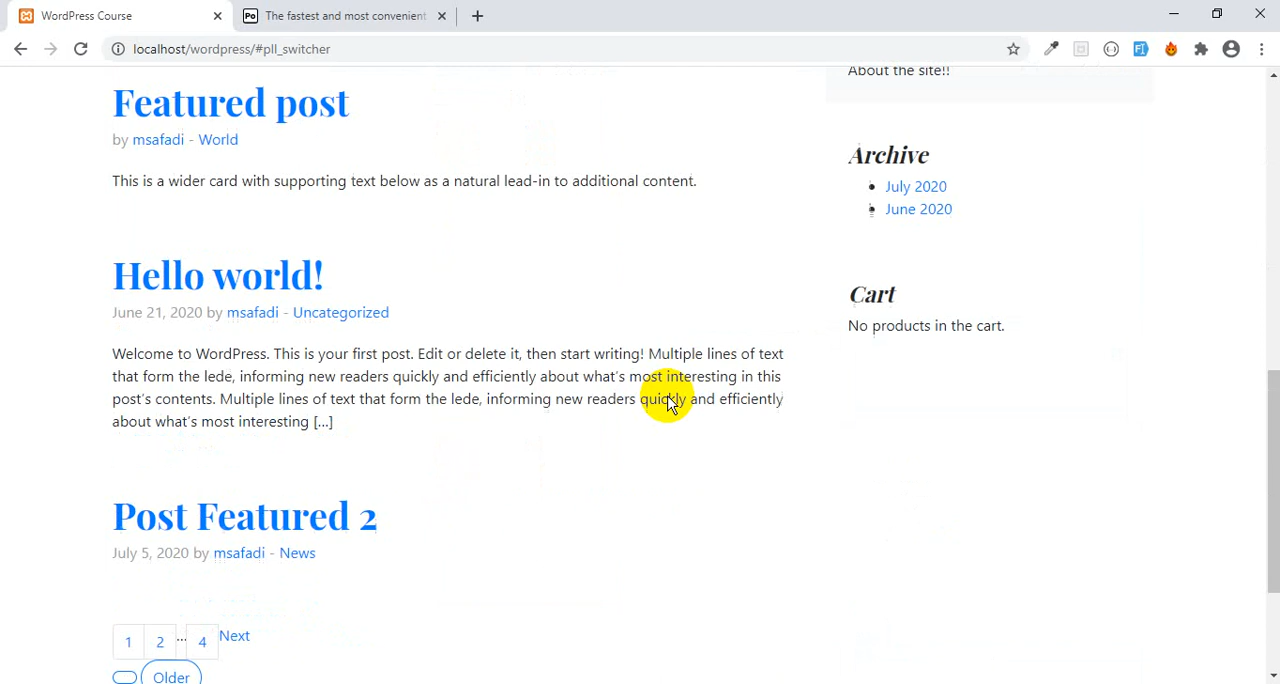 WordPress Course
Po The fastest and most convenient
localhost/wordpress/#pll_switcher
Featured post
by msafadi - World
This is a wider card with supporting text below as a natural lead-in to additional content.
Hello world!
June 21, 2020 by msafadi - Uncategorized
Welcome to WordPress. This is your first post. Edit or delete it, then start writing! Multiple lines of text
that form the lede, informing new readers quickly and efficiently about what's most interesting in this
post's contents. Multiple lines of text that form the lede, informing new readers quickly and efficiently
about what's most interesting [...]
Post Featured 2
July 5, 2020 by msafadi - News
1 2 ... 4 Next
Older
About the site!!
Archive
July 2020
June 2020
Cart
No products in the cart.